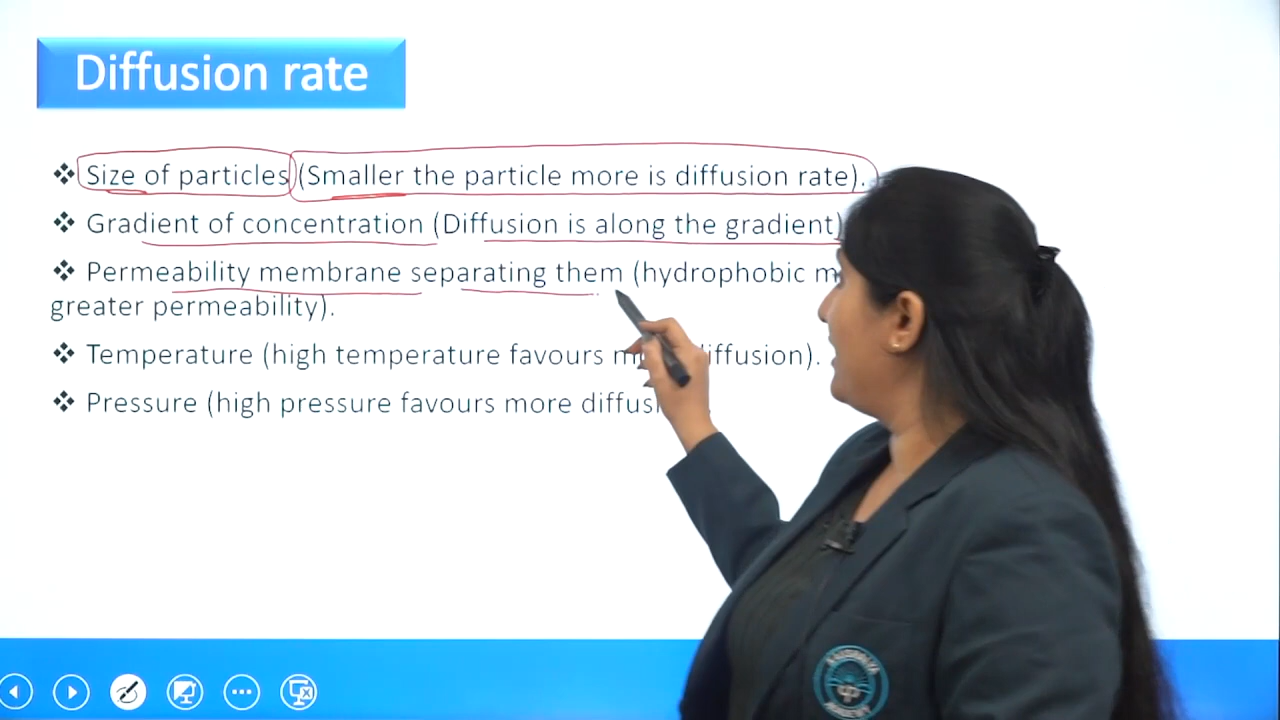 Diffusion rate
❖ Size of particles (Smaller the particle more is diffusion rate).
❖ Gradient of concentration (Diffusion is along the gradient)
❖ Permeability membrane separating them (hydrophobic
greater permeability).
❖ Temperature (high temperature favours diffusion).
❖ Pressure (high pressure favours more